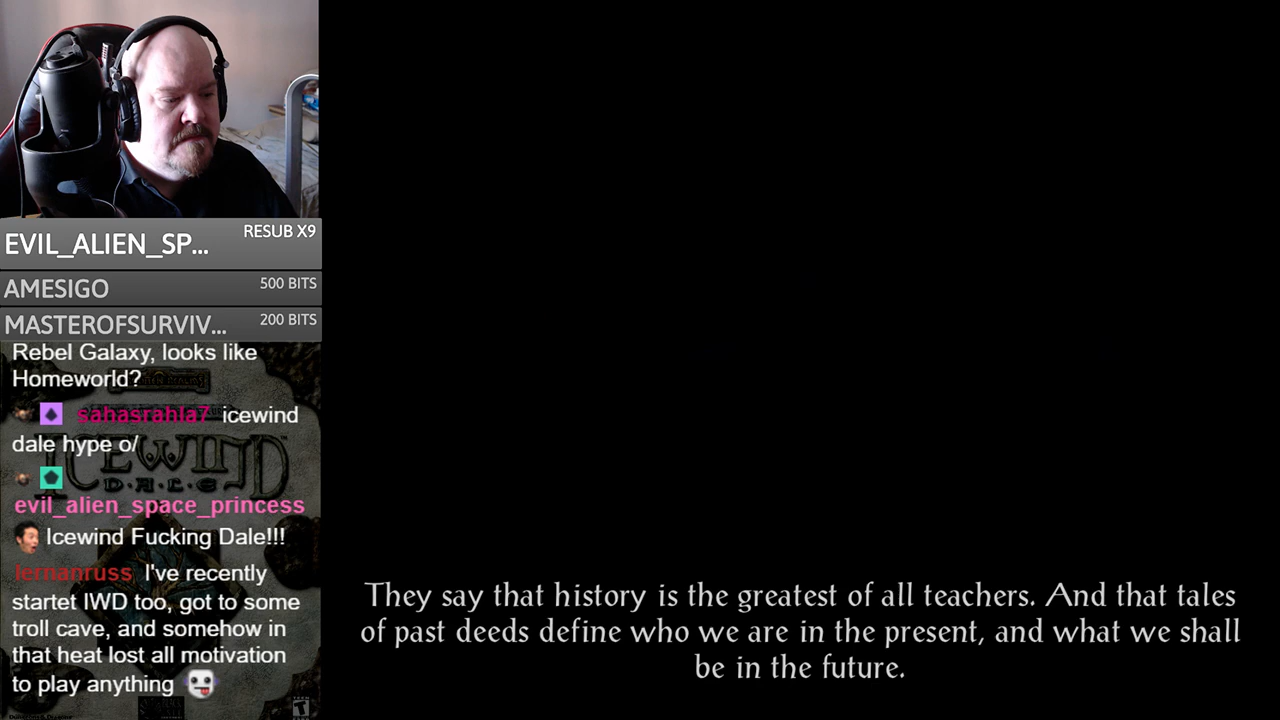 EVIL_ALIEN_SP...
RESUB X9
AMESIGO
500 BITS
MASTEROFSURVIV...
200 BITS
Rebel Galaxy, looks like
Homeworld?
sahasrahla7 icewind
dale hype o/
evil_alien_space_princess
Icewind Fucking Dale!!!
lernanruss I've recently
startet IWD too, got to some
troll cave, and somehow in
that heat lost all motivation
to play anything
ICEWIND
DALE
They say that history is the greatest of all teachers. And that tales
of past deeds define who we are in the present, and what we shall
be in the future.